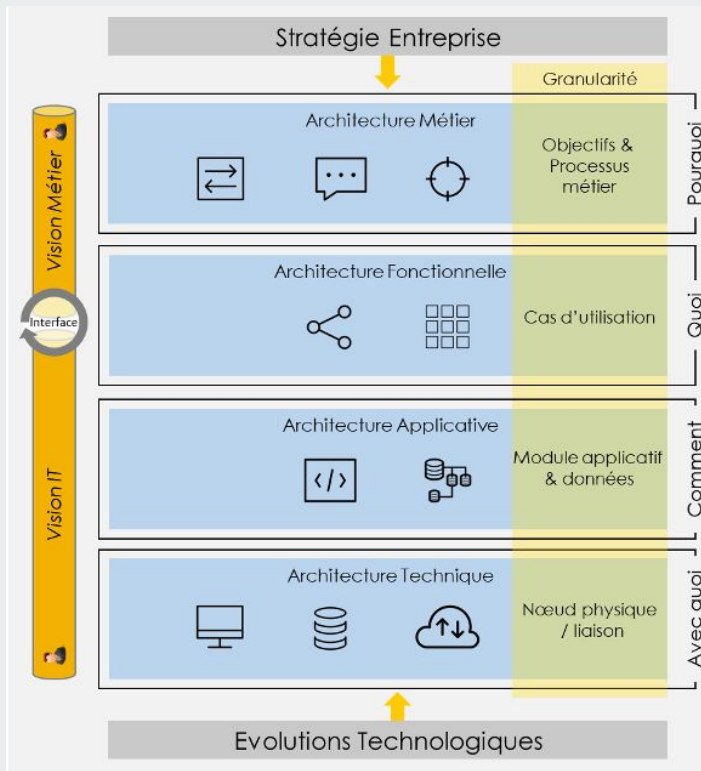 Stratégie Entreprise
Granularité
Architecture Métier
Objectifs &
Processus
métier
Pourquoi
Vision Métier
Architecture Fonctionnelle
Cas d'utilisation
Quoi
Interface
Architecture Applicative
</>
Module applicatif
& données
Comment
Vision IT
Architecture Technique
Nœud physique
/ liaison
Avec quoi
Evolutions Technologiques